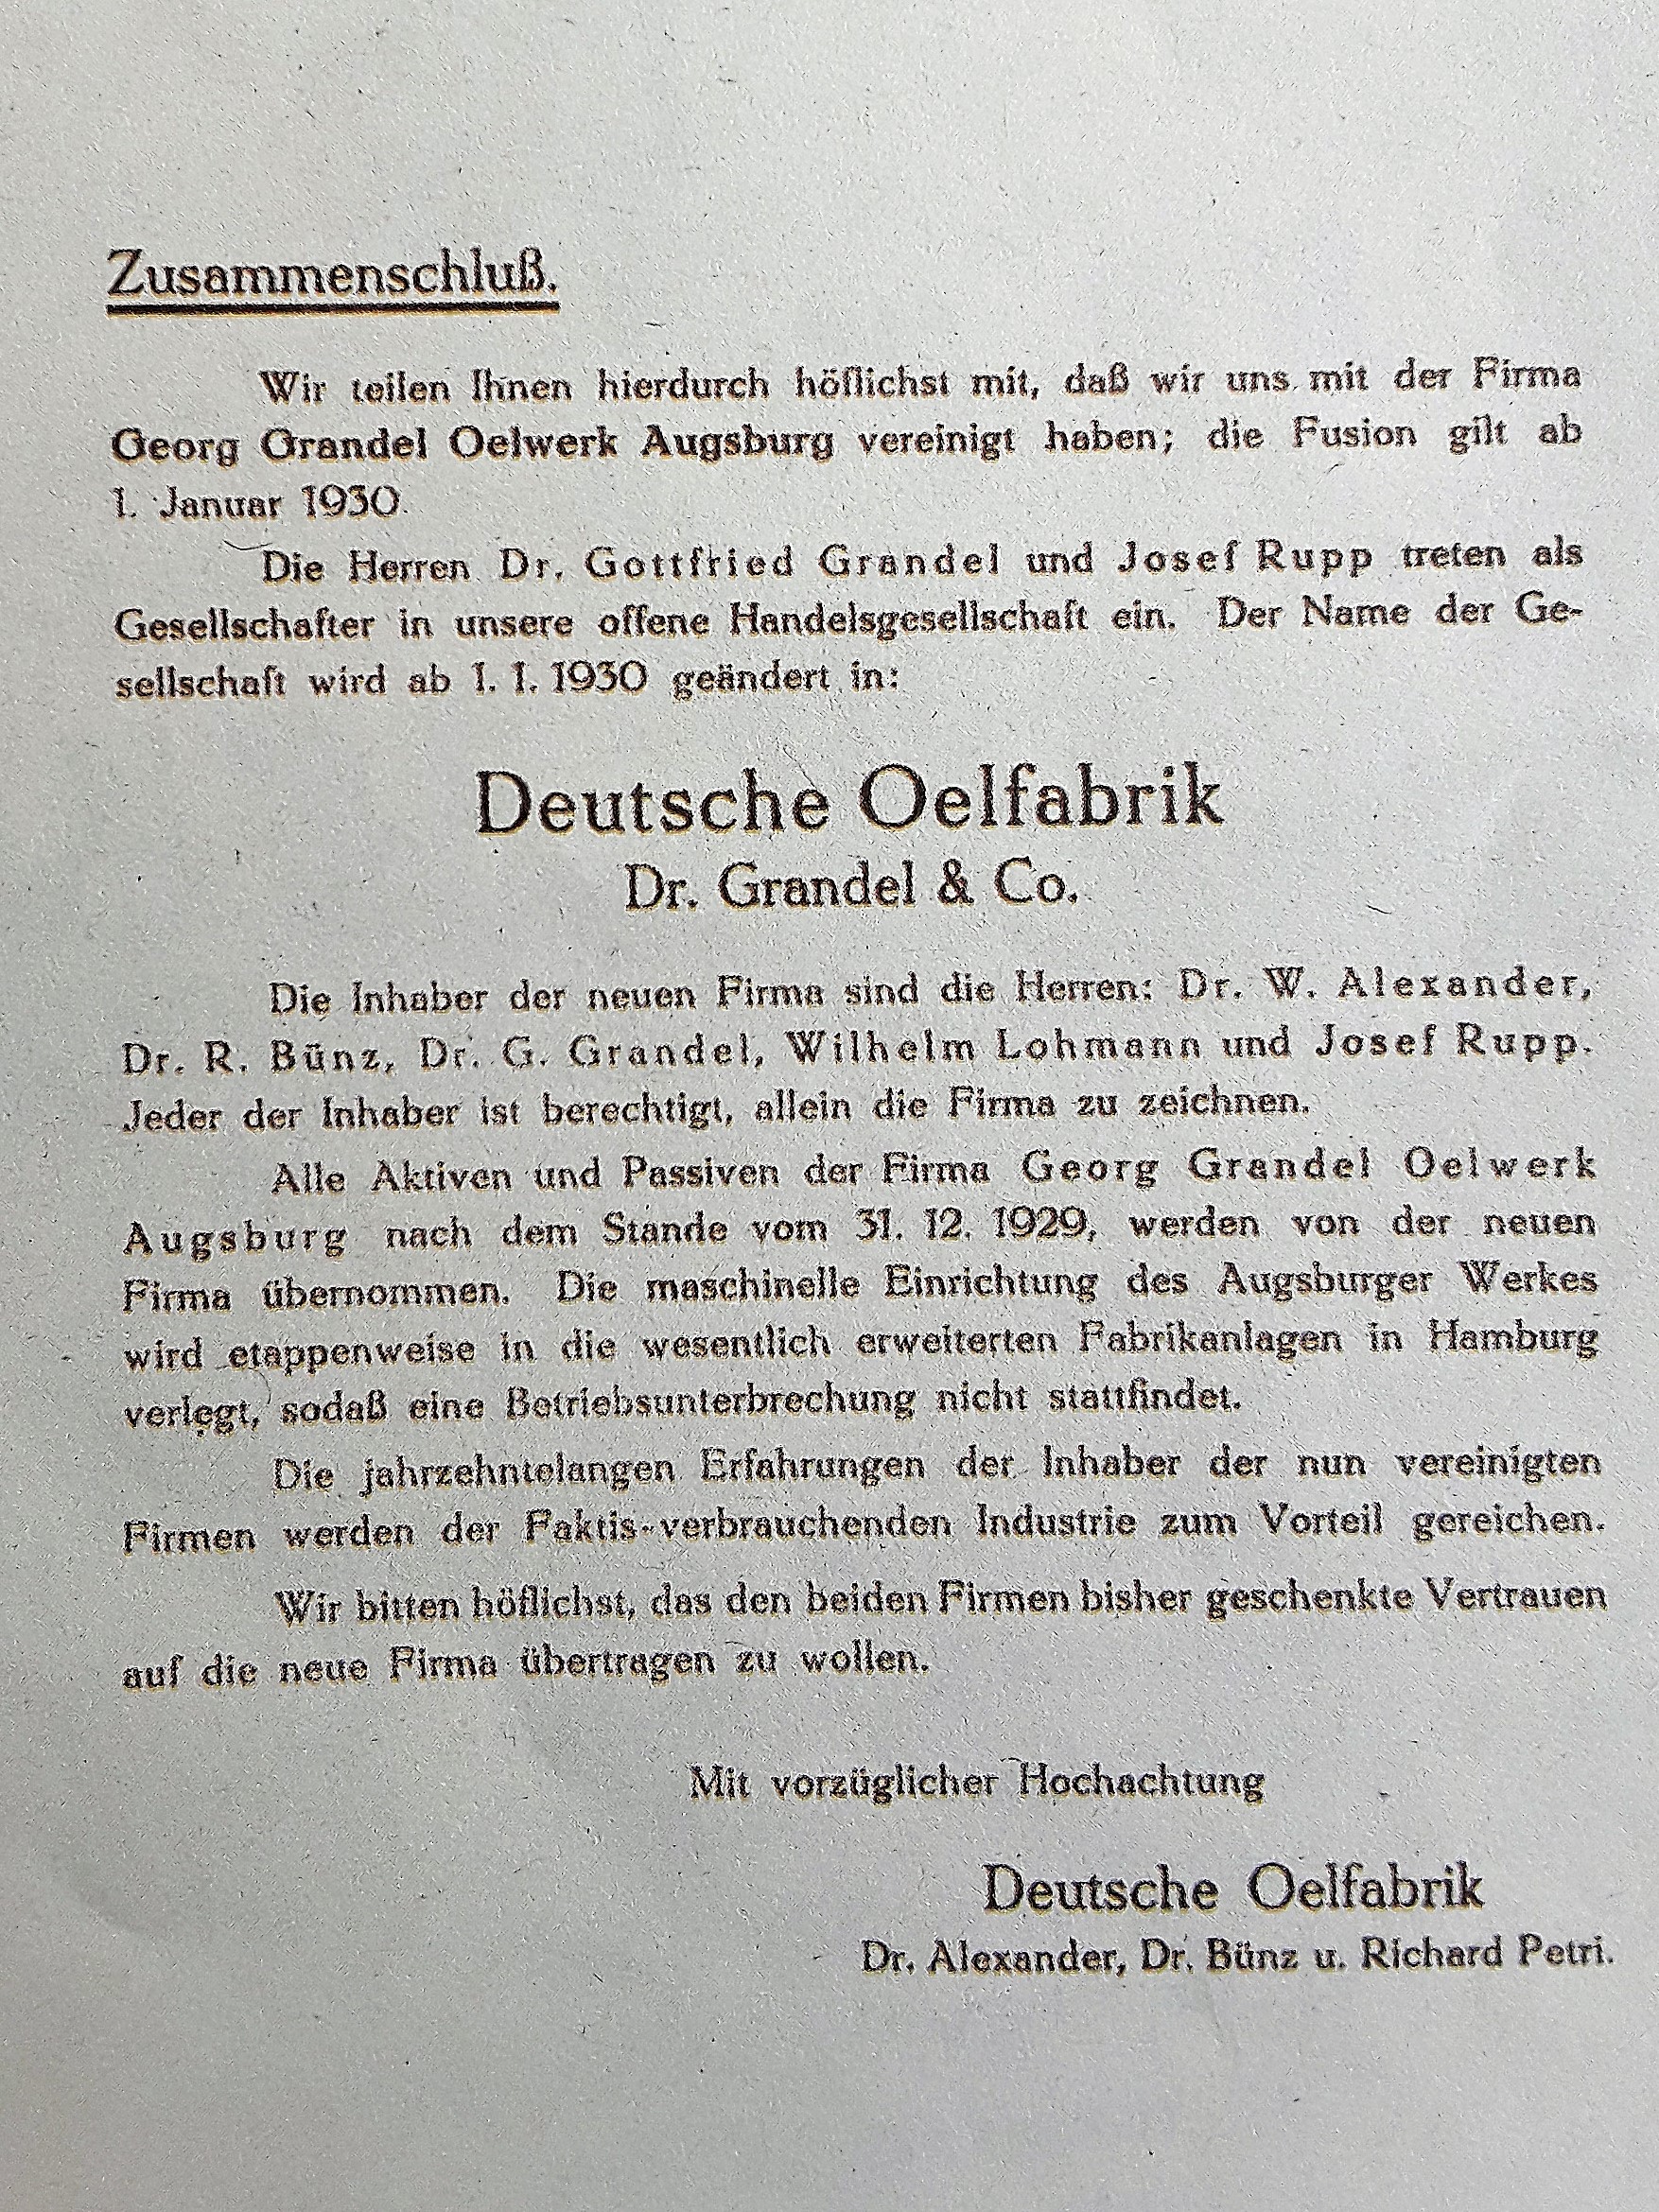 Zusammenschluß.
Wir teilen Ihnen hierdurch höflichst mit, daß wir uns mit der Firma
Georg Grandel Oelwerk Augsburg vereinigt haben; die Fusion gilt ab
1. Januar 1930.
Die Herren Dr. Gottfried Grandel und Josef Rupp treten als
Gesellschafter in unsere offene Handelsgesellschaft ein. Der Name der Ge-
sellschaft wird ab 1. 1. 1930 geändert in:
Deutsche Oelfabrik
Dr. Grandel & Co.
Die Inhaber der neuen Firma sind die Herren: Dr. W. Alexander,
Dr. R. Bünz, Dr. G. Grandel, Wilhelm Lohmann und Josef Rupp.
Jeder der Inhaber ist berechtigt, allein die Firma zu zeichnen.
Alle Aktiven und Passiven der Firma Georg Grandel Oelwerk
Augsburg nach dem Stande vom 31. 12. 1929, werden von der neuen
Firma übernommen. Die maschinelle Einrichtung des Augsburger Werkes
wird etappenweise in die wesentlich erweiterten Fabrikanlagen in Hamburg
verlegt, sodaß eine Betriebsunterbrechung nicht stattfindet.
Die jahrzehntelangen Erfahrungen der Inhaber der nun vereinigten
Firmen werden der Faktis-verbrauchenden Industrie zum Vorteil gereichen.
Wir bitten höflichst, das den beiden Firmen bisher geschenkte Vertrauen
auf die neue Firma übertragen zu wollen.
Mit vorzüglicher Hochachtung
Deutsche Oelfabrik
Dr. Alexander, Dr. Bünz u. Richard Petri.